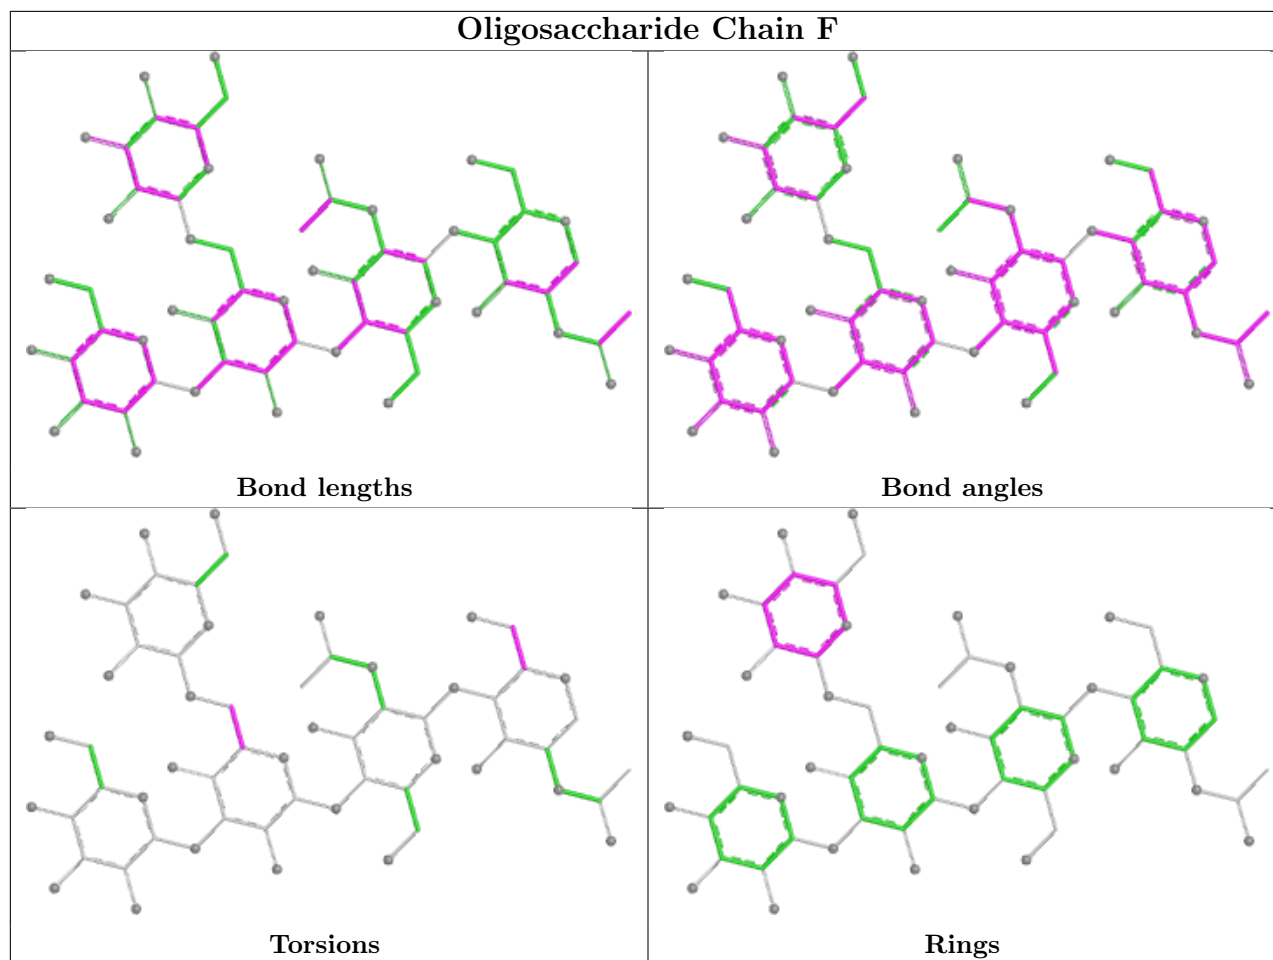 Oligosaccharide Chain F
Bond lengths
Bond angles
Torsions
Rings